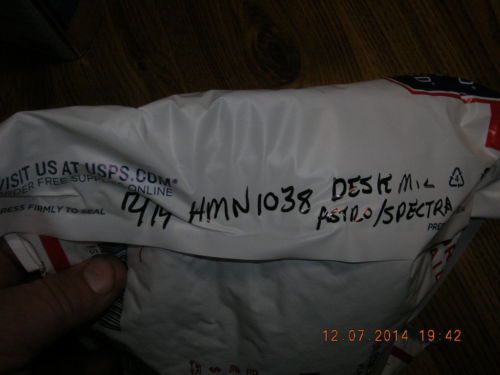 VISIT US AT USPS.COM®
ORDER FREE SUPPLIES ONLINE
PRESS FIRMLY TO SEAL
12/14 HMN1038 DESK MIC
ASTRO/SPECTRA
12.07.2014 19:42